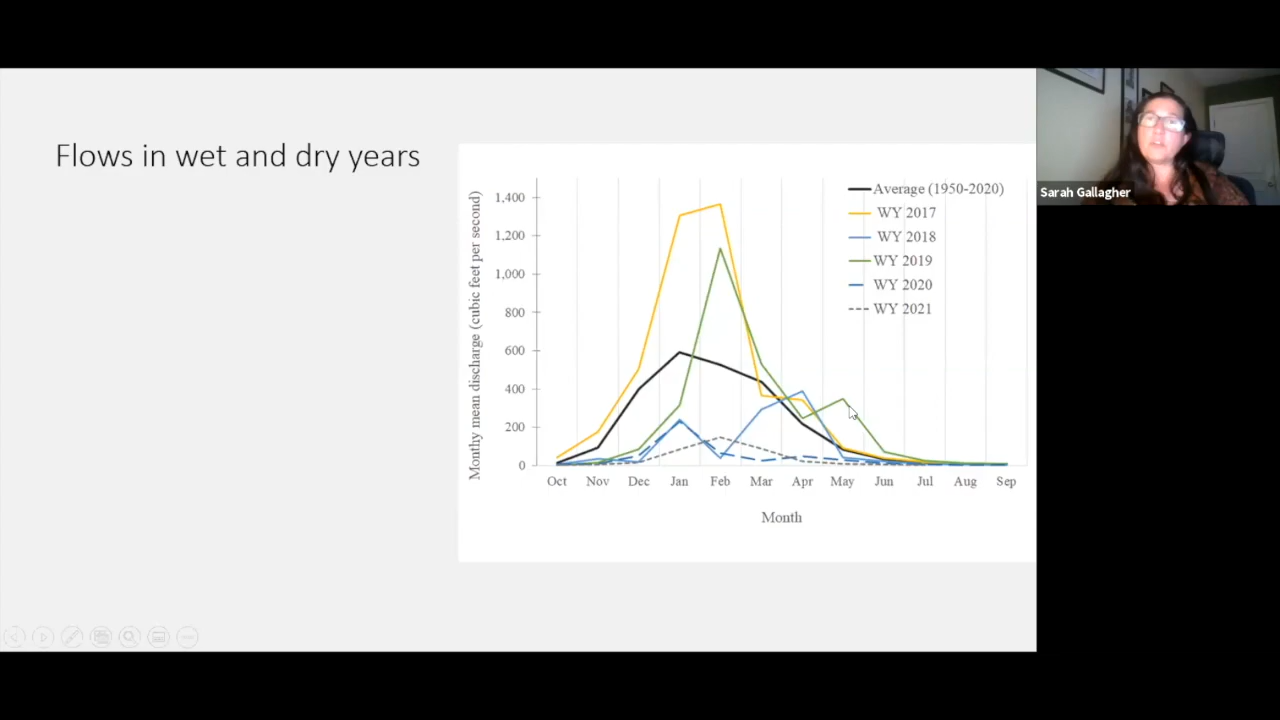 Flows in wet and dry years
Sarah Gallagher
Monthy mean discharge (cubic feet per second)
1,400
1,200
1,000
800
600
400
200
0
Oct Nov Dec Jan Feb Mar Apr May Jun Jul Aug Sep
Month
Average (1950-2020)
WY 2017
WY 2018
WY 2019
WY 2020
WY 2021